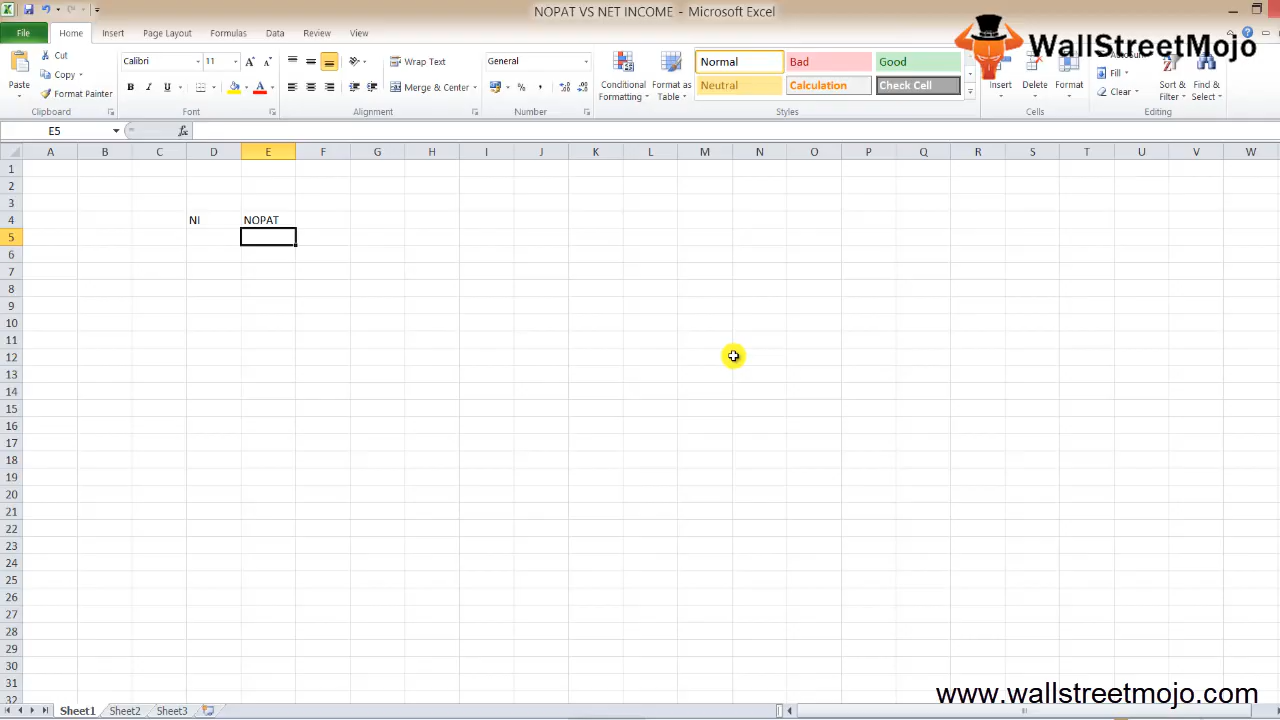 NOPAT VS NET INCOME - Microsoft Excel
File Home Insert Page Layout Formulas Data Review View
WallStreetMojo
Paste
Cut
Copy
Format Painter
Clipboard
Calibri 11
B I U
Font
Wrap Text
Merge & Center
Alignment
General
Number
Conditional Formatting
Format as Table
Normal Bad Good
Neutral Calculation Check Cell
Styles
Insert Delete Format
Cells
Fill
Clear
Sort & Filter
Find & Select
Editing
E5
A B C D E F G H I J K L M N O P Q R S T U V W
1
2
3
4 NI NOPAT
5
6
7
8
9
10
11
12
13
14
15
16
17
18
19
20
21
22
23
24
25
26
27
28
29
30
31
32
www.wallstreetmojo.com
Sheet1 Sheet2 Sheet3